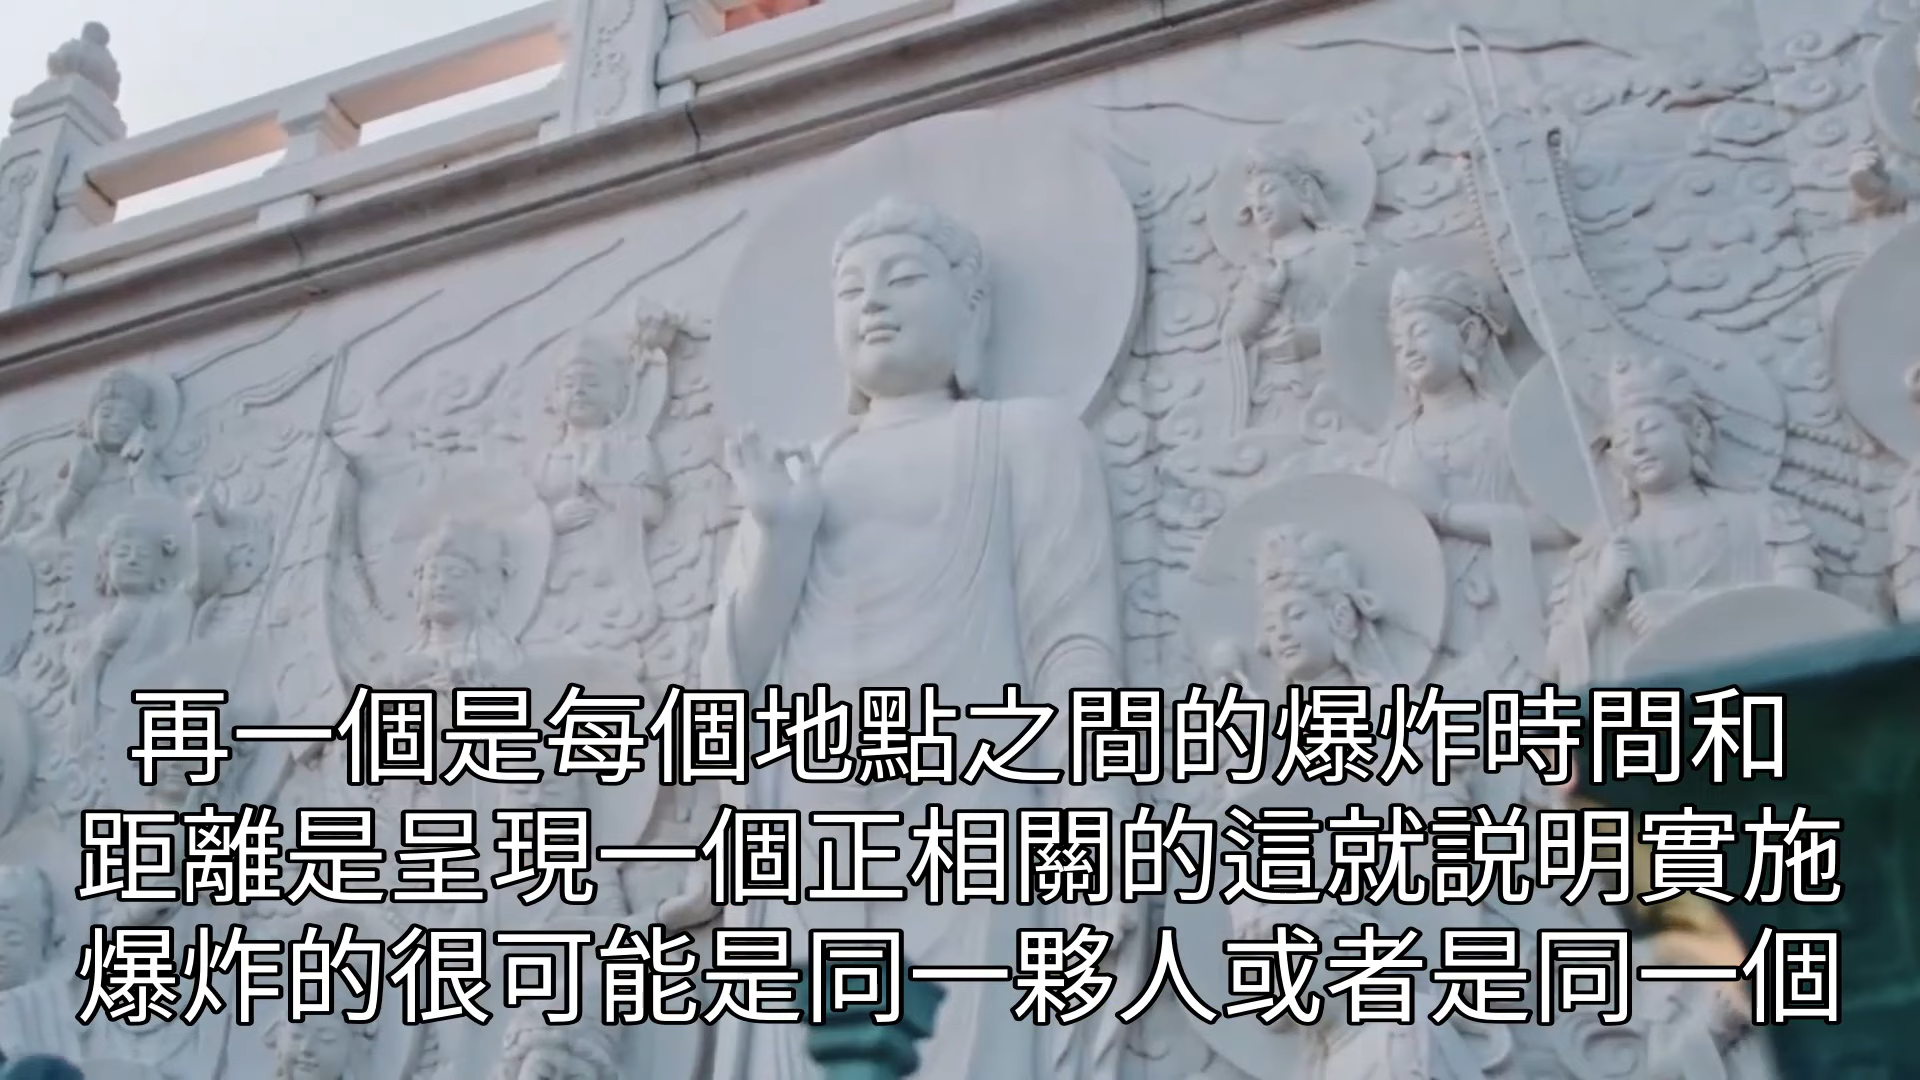 再一個是每個地點之間的爆炸時間和
距離是呈現一個正相關的這就説明實施
爆炸的很可能是同一夥人或者是同一個